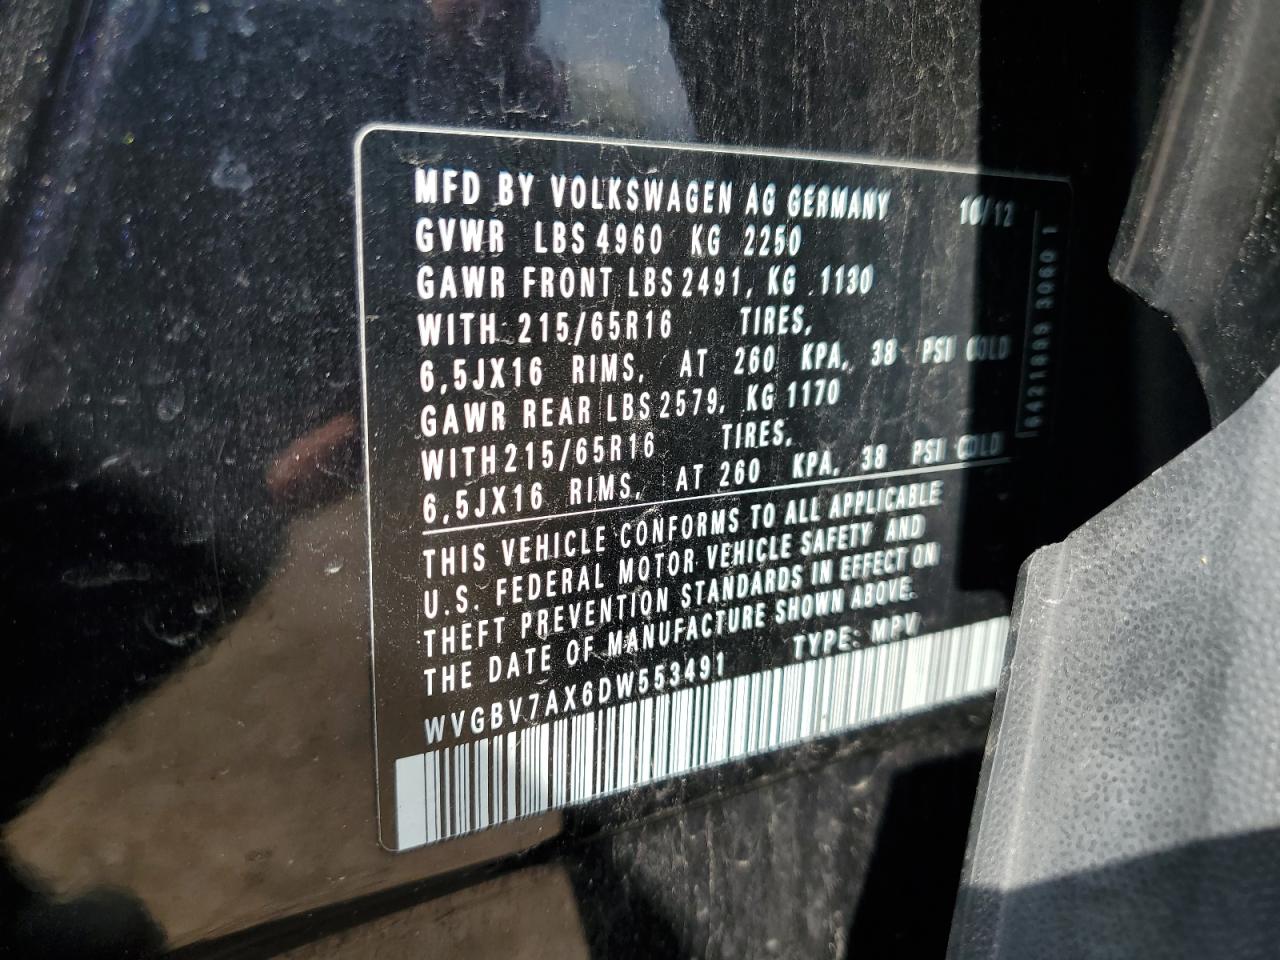 MFD BY VOLKSWAGEN AG GERMANY 10/12
GVWR LBS 4960 KG 2250
GAWR FRONT LBS 2491, KG 1130
WITH 215/65R16 TIRES,
6,5JX16 RIMS, AT 260 KPA, 38 PSI COLD
GAWR REAR LBS 2579, KG 1170
WITH 215/65R16 TIRES,
6,5JX16 RIMS, AT 260 KPA, 38 PSI COLD
THIS VEHICLE CONFORMS TO ALL APPLICABLE
U.S. FEDERAL MOTOR VEHICLE SAFETY AND
THEFT PREVENTION STANDARDS IN EFFECT ON
THE DATE OF MANUFACTURE SHOWN ABOVE.
WVGBV7AX6DW553491 TYPE: MPV